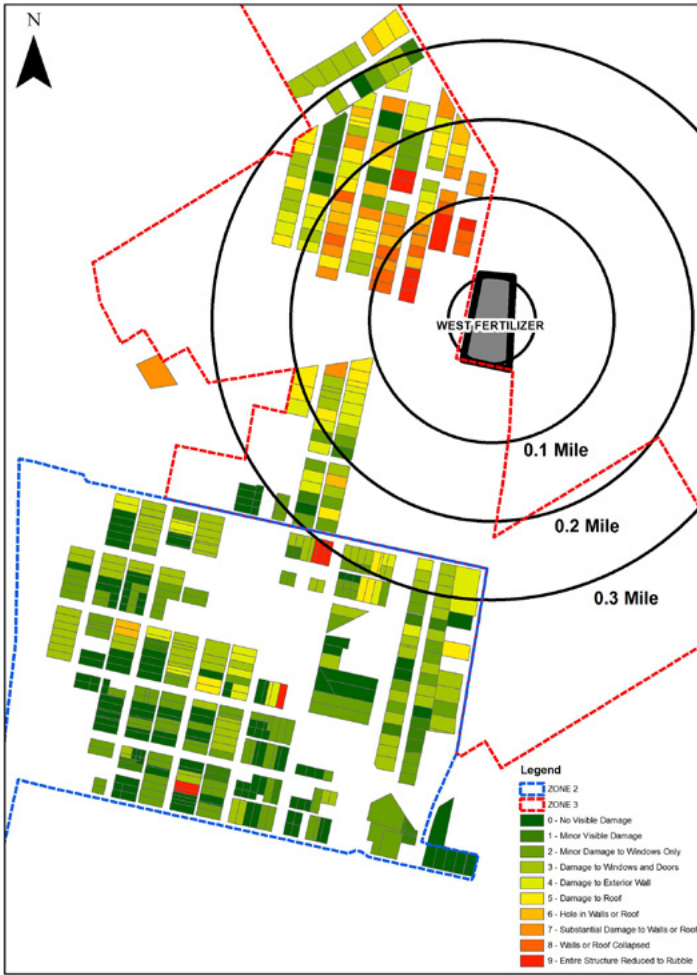 N
WEST FERTILIZER
0.1 Mile
0.2 Mile
0.3 Mile
Legend
ZONE 2
ZONE 3
0 - No Visible Damage
1 - Minor Visible Damage
2 - Minor Damage to Windows Only
3 - Damage to Windows and Doors
4 - Damage to Exterior Wall
5 - Damage to Roof
6 - Hole in Walls or Roof
7 - Substantial Damage to Walls or Roof
8 - Walls or Roof Collapsed
9 - Entire Structure Reduced to Rubble